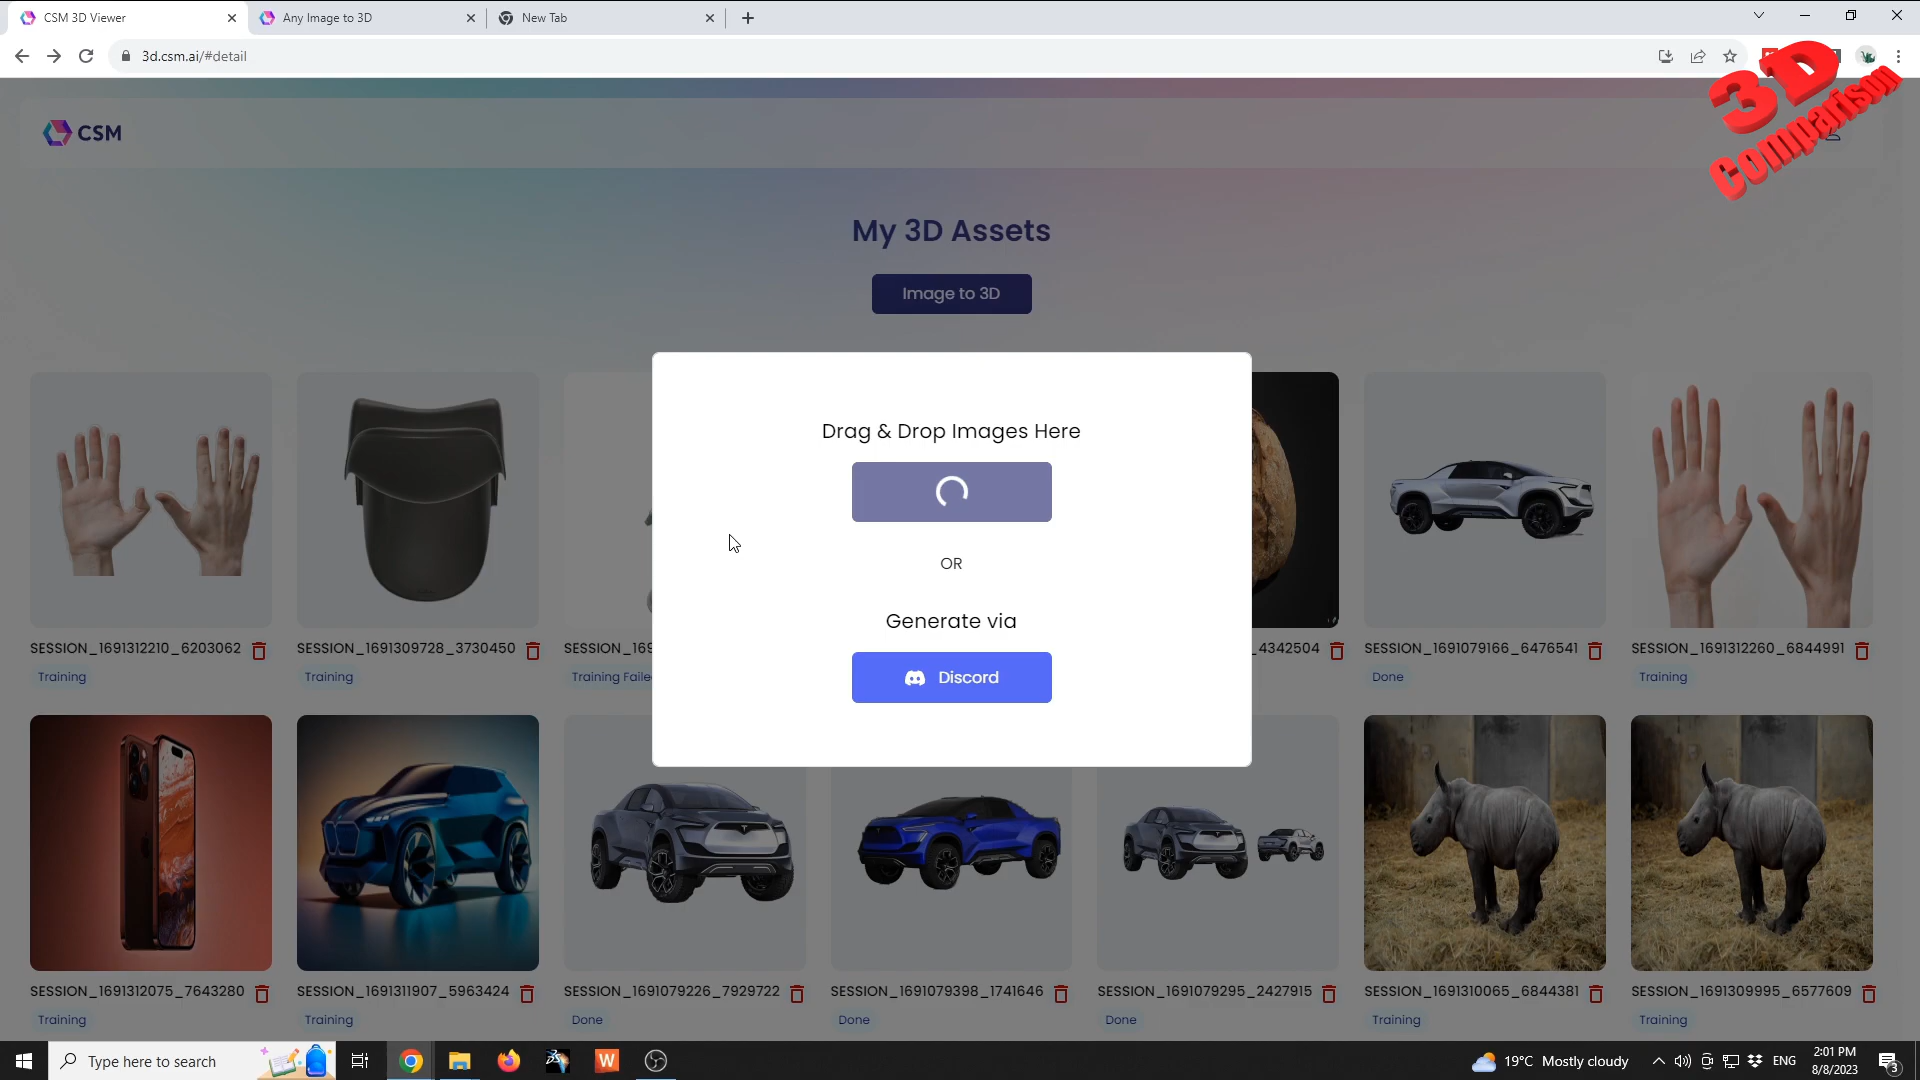 CSM 3D Viewer
Any Image to 3D
New Tab
3d.csm.ai/#detail
3D
Comparison
CSM
My 3D Assets
Image to 3D
Drag & Drop Images Here
OR
Generate via
Discord
SESSION_1691312210_6203062
SESSION_1691309728_3730450
SESSION_169
_4342504
SESSION_1691079166_6476541
SESSION_1691312260_6844991
Training
Training
Training Faile
Done
Training
SESSION_1691312075_7643280
SESSION_1691311907_5963424
SESSION_1691079226_7929722
SESSION_1691079398_1741646
SESSION_1691079295_2427915
SESSION_1691310065_6844381
SESSION_1691309995_6577609
Training
Training
Done
Done
Done
Training
Training
Type here to search
W
19°C Mostly cloudy
ENG
2:01 PM
8/8/2023
3